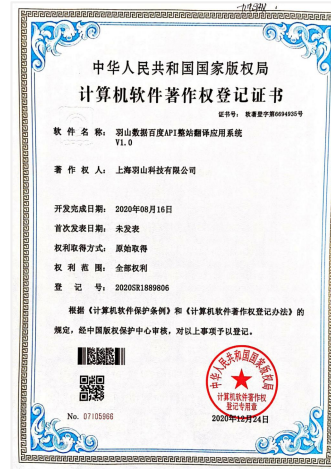 中华人民共和国国家版权局
计算机软件著作权登记证书
证书号： 软著登字第6694935号
软 件 名 称： 羽山数据百度API整站翻译应用系统
V1.0
著 作 权 人： 上海羽山科技有限公司
开发完成日期： 2020年08月16日
首次发表日期： 未发表
权利取得方式： 原始取得
权 利 范 围： 全部权利
登 记 号： 2020SR1889806
根据《计算机软件保护条例》和《计算机软件著作权登记办法》的
规定，经中国版权保护中心审核，对以上事项予以登记。
中华人民共和国国家版权局
计算机软件著作权
登记专用章
No. 07105966
2020年12月24日